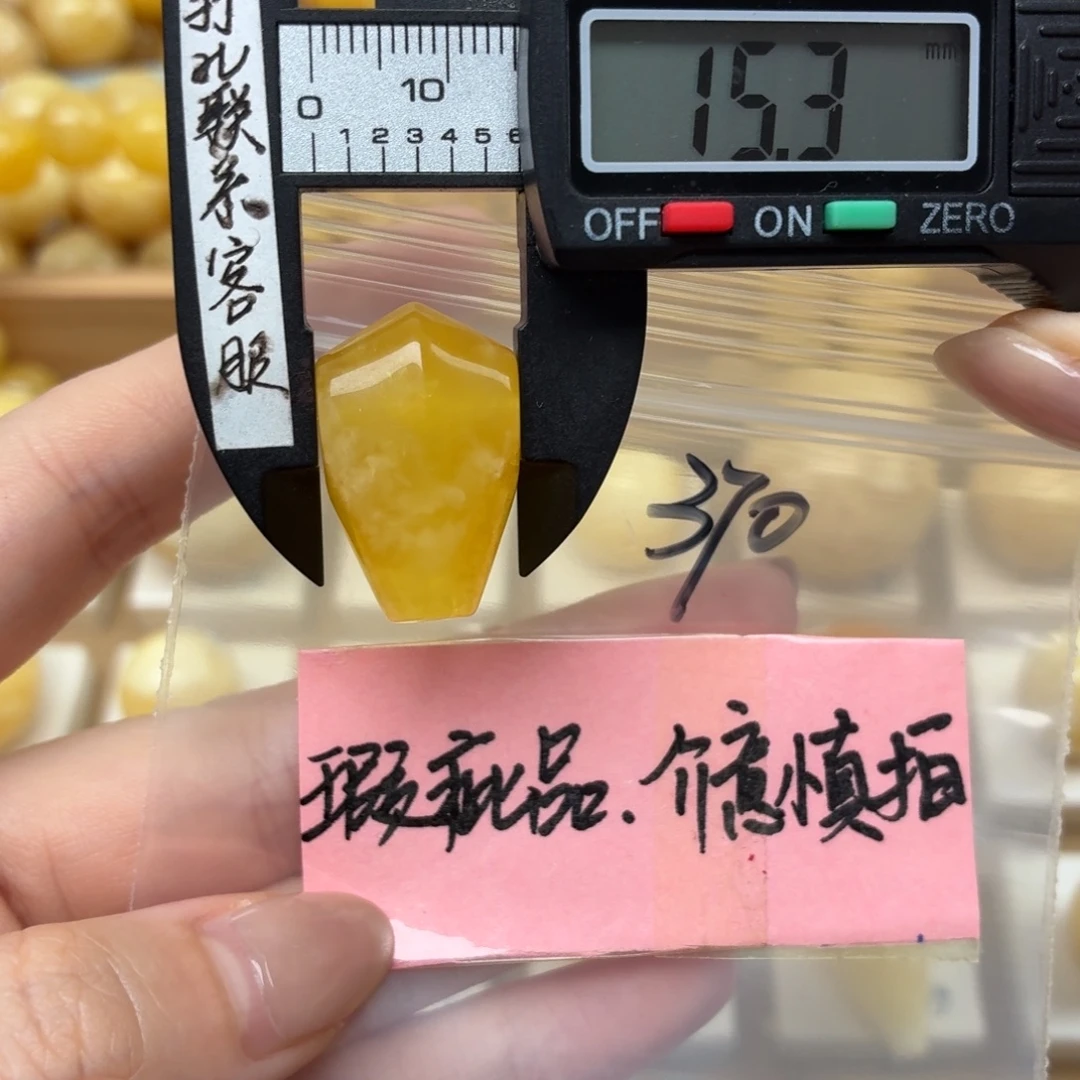 打孔联系客服
0 10
1 2 3 4 5 6
15.3 mm
OFF ON ZERO
370
瑕疵品.介意慎拍